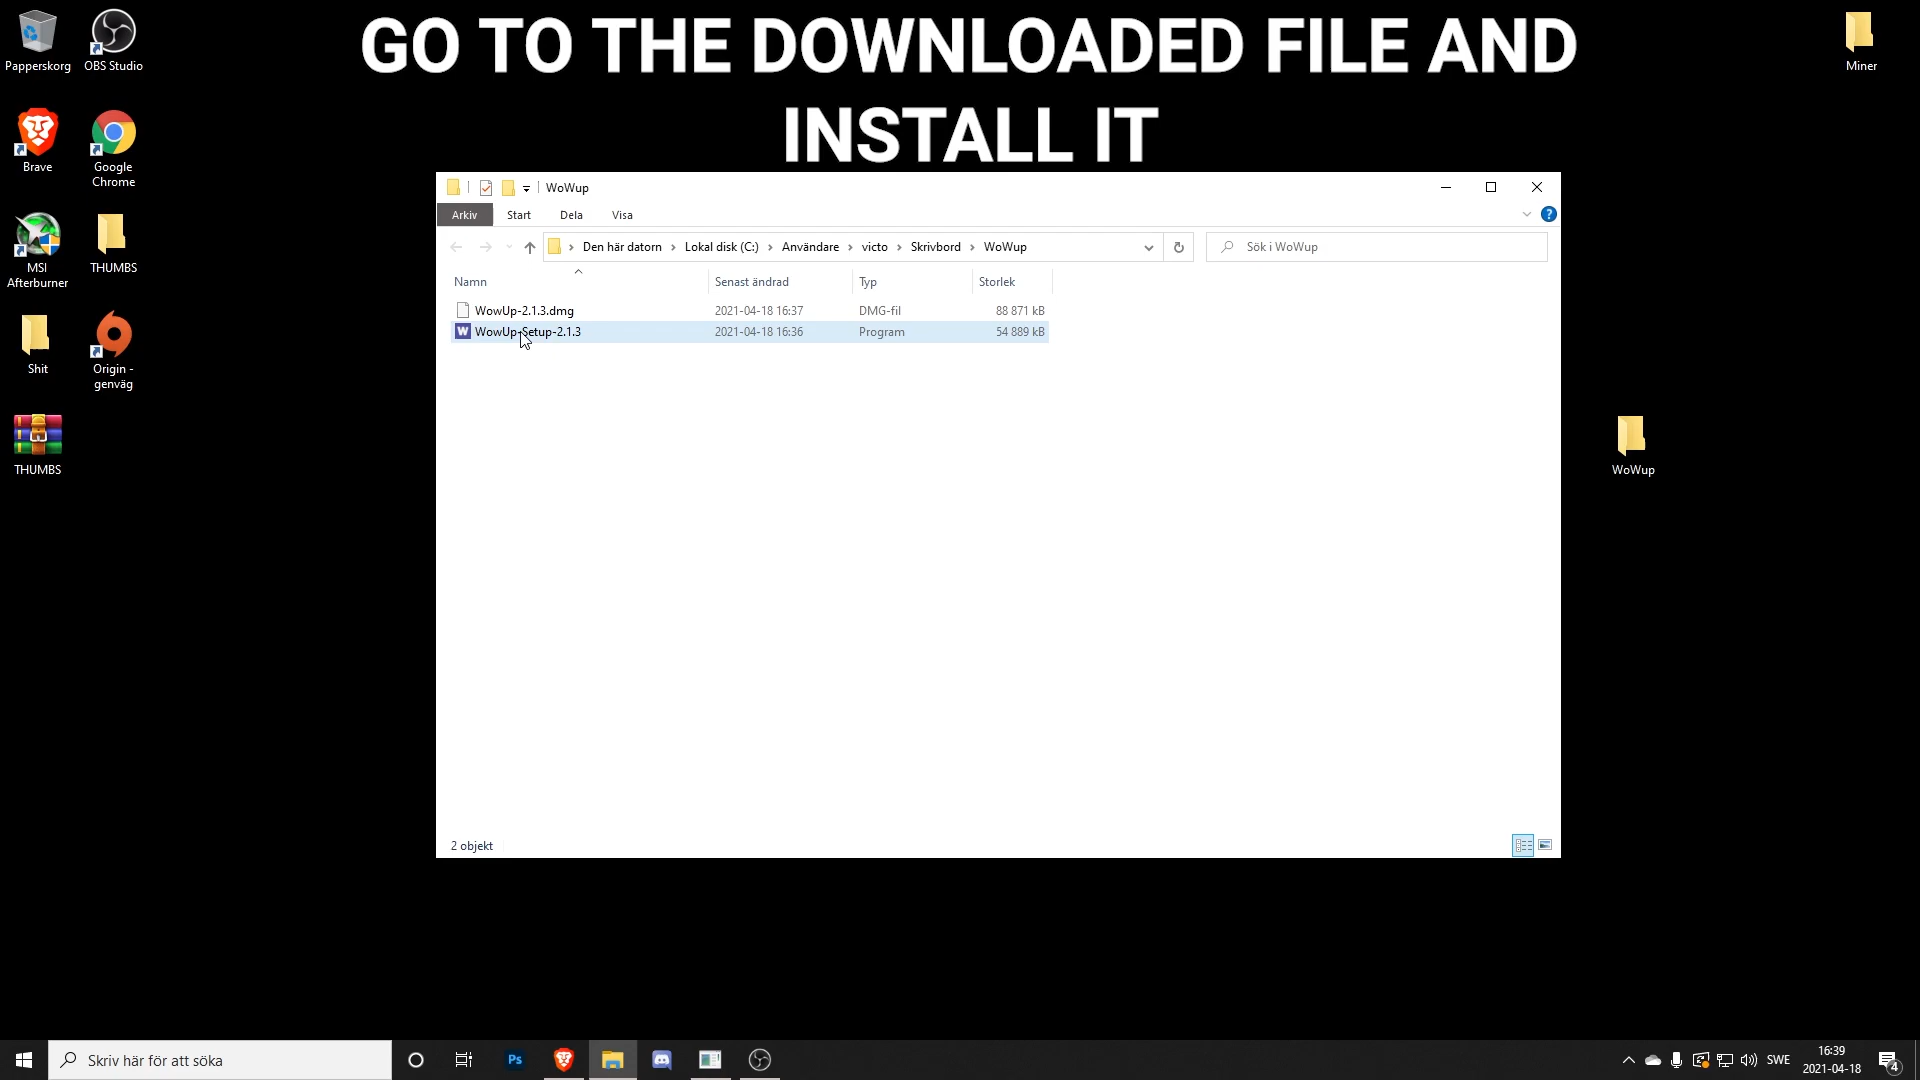 GO TO THE DOWNLOADED FILE AND
INSTALL IT
Papperskorg
OBS Studio
Miner
Brave
Google
Chrome
MSI
Afterburner
THUMBS
Shit
Origin -
genväg
THUMBS
WoWup
WoWup
Arkiv
Start
Dela
Visa
Den här datorn
Lokal disk (C:)
Användare
victo
Skrivbord
WoWup
Sök i WoWup
Namn
Senast ändrad
Typ
Storlek
WowUp-2.1.3.dmg
2021-04-18 16:37
DMG-fil
88 871 kB
W
WowUp-Setup-2.1.3
2021-04-18 16:36
Program
54 889 kB
2 objekt
Skriv här för att söka
Ps
SWE
16:39
2021-04-18
4